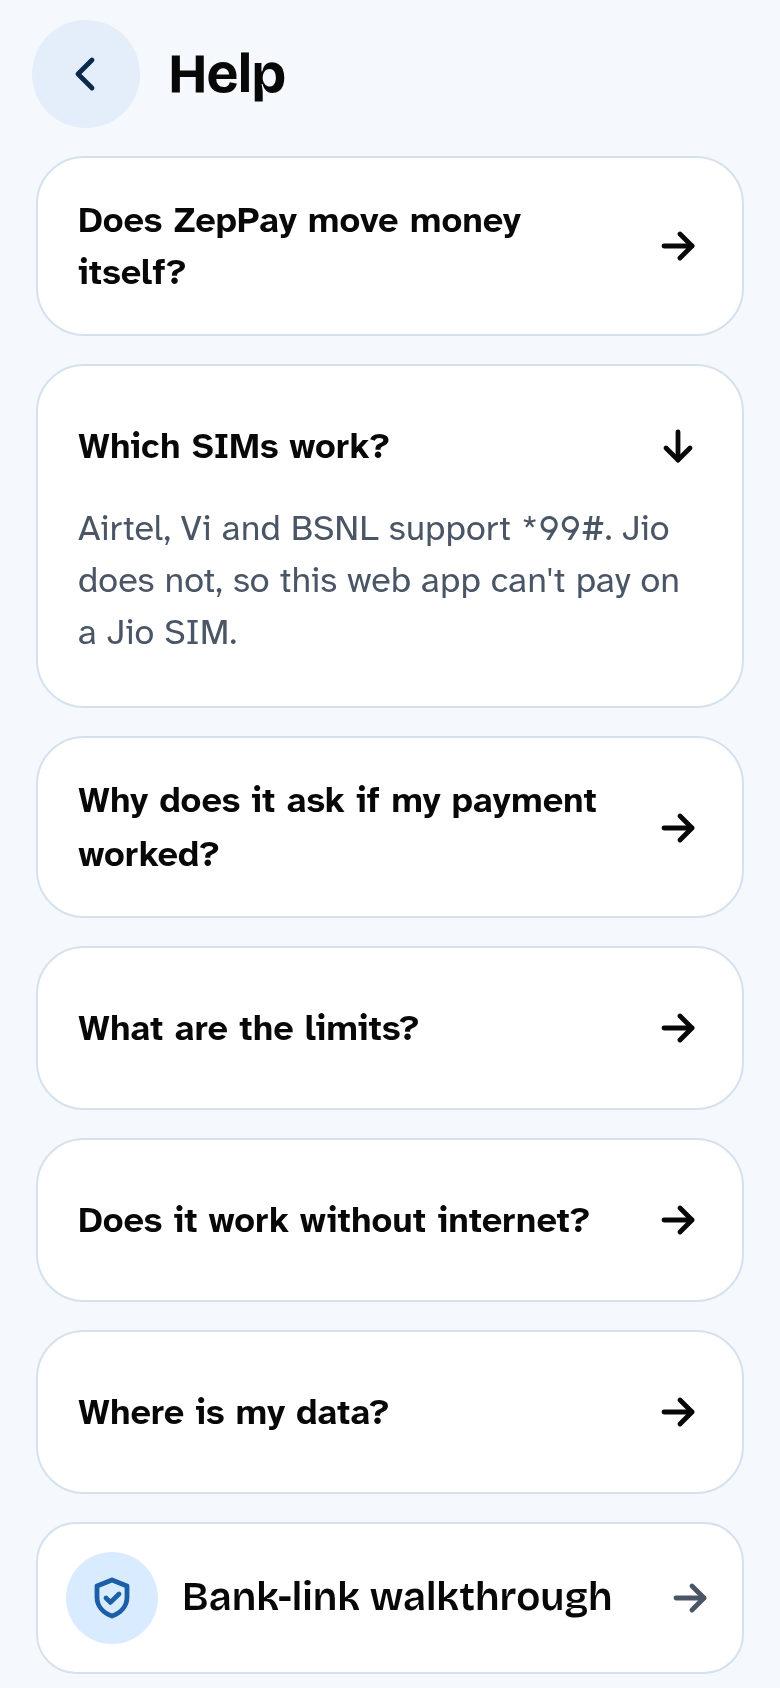 Help
Does ZepPay move money
itself?
Which SIMs work?
Airtel, Vi and BSNL support *99#. Jio
does not, so this web app can't pay on
a Jio SIM.
Why does it ask if my payment
worked?
What are the limits?
Does it work without internet?
Where is my data?
Bank-link walkthrough